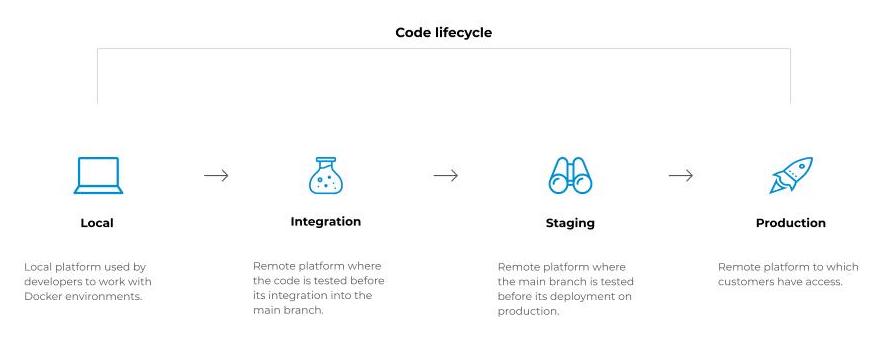 Code lifecycle
Local
Integration
Staging
Production
Local platform used by
developers to work with
Docker environments.
Remote platform where
the code is tested before
its integration into the
main branch.
Remote platform where
the main branch is tested
before its deployment on
production.
Remote platform to which
customers have access.